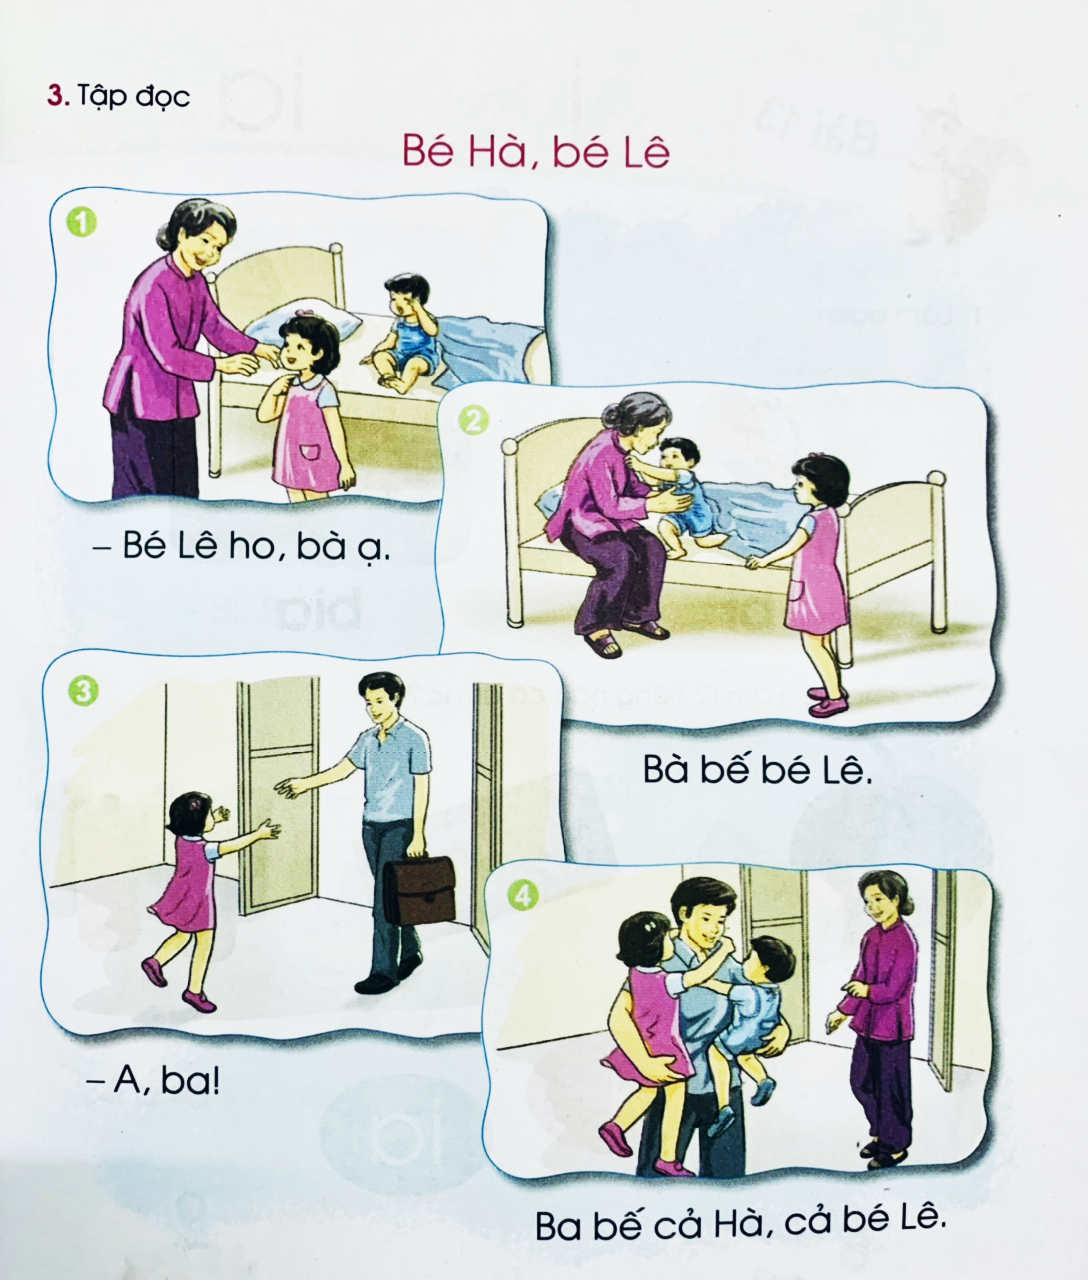 3. Tập đọc
Bé Hà, bé Lê
1
– Bé Lê ho, bà ạ.
2
Bà bế bé Lê.
3
– A, ba!
4
Ba bế cả Hà, cả bé Lê.